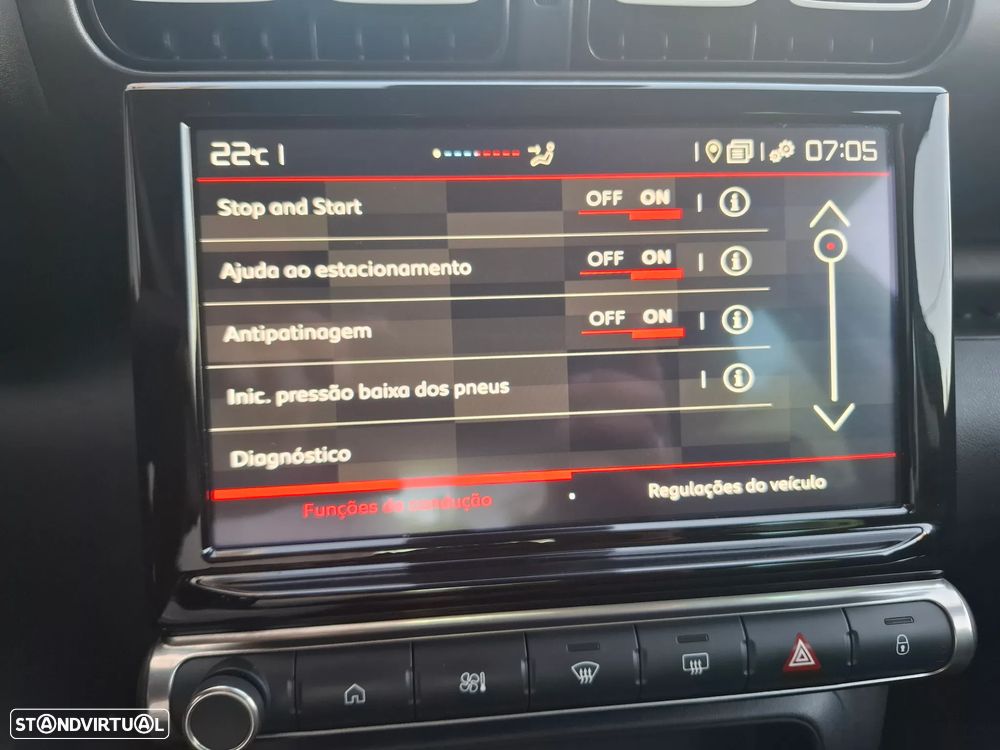 22°C
07:05
Stop and Start OFF ON
Ajuda ao estacionamento OFF ON
Antipatinagem OFF ON
Inic. pressão baixa dos pneus
Diagnóstico
Funções de condução
Regulações do veículo
STANDVIRTUAL